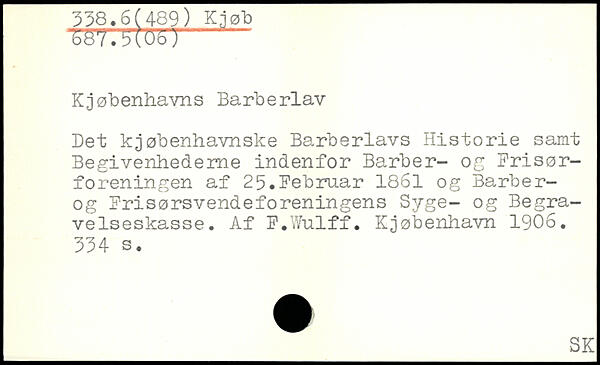 338.6(489) Kjøb
687.5(06)
Kjøbenhavns Barberlav
Det kjøbenhavnske Barberlavs Historie samt
Begivenhederne indenfor Barber- og Frisør-
foreningen af 25.Februar 1861 og Barber-
og Frisørsvendeforeningens Syge- og Begra-
velseskasse. Af F.Wulff. Kjøbenhavn 1906.
334 s.
SK